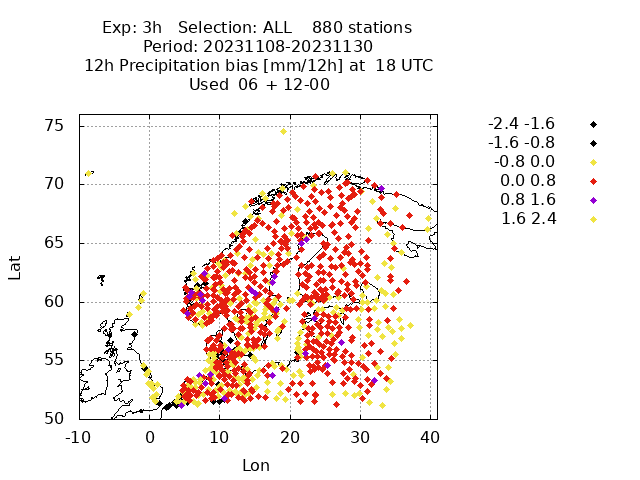 Exp: 3h   Selection: ALL    880 stations
Period: 20231108-20231130
12h Precipitation bias [mm/12h] at  18 UTC
Used  06 + 12-00
-2.4 -1.6
-1.6 -0.8
-0.8 0.0
0.0 0.8
0.8 1.6
1.6 2.4
75
70
65
60
55
50
Lat
-10 0 10 20 30 40
Lon